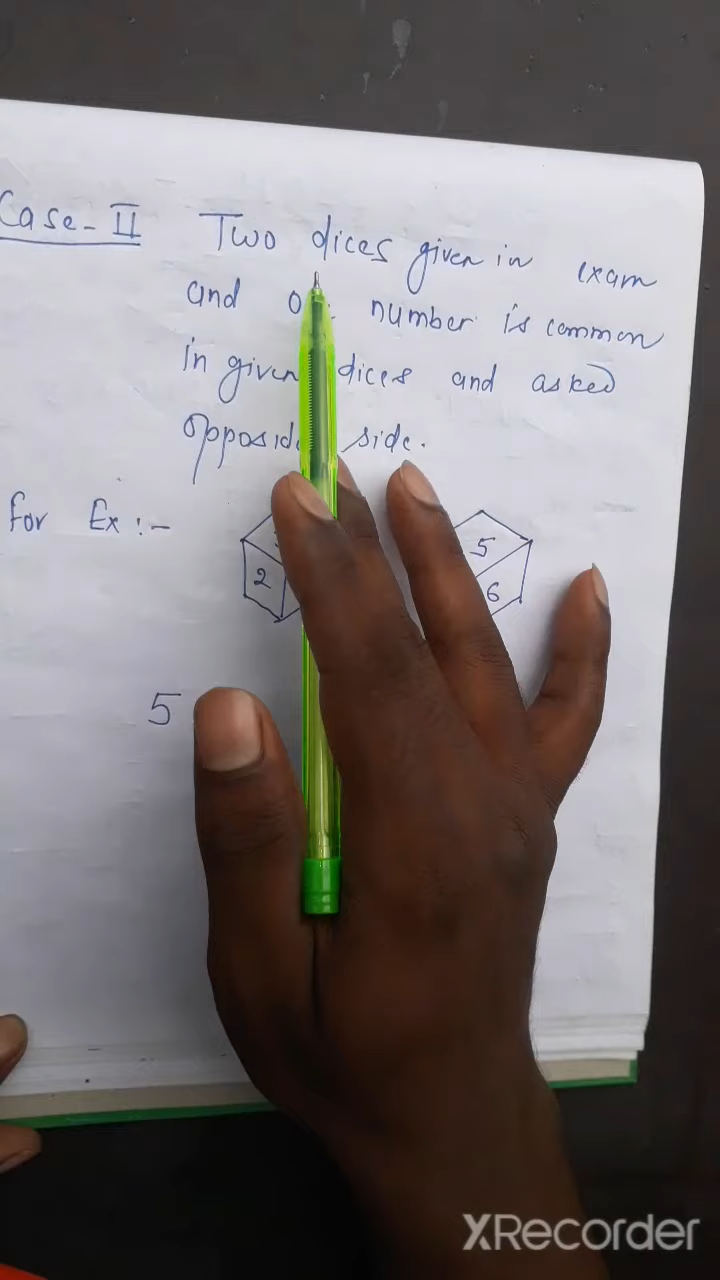 Case-II Two dices given in exam
and number is common
in given dices and asked
side.
For Ex :-
5
2
6
5
XRecorder